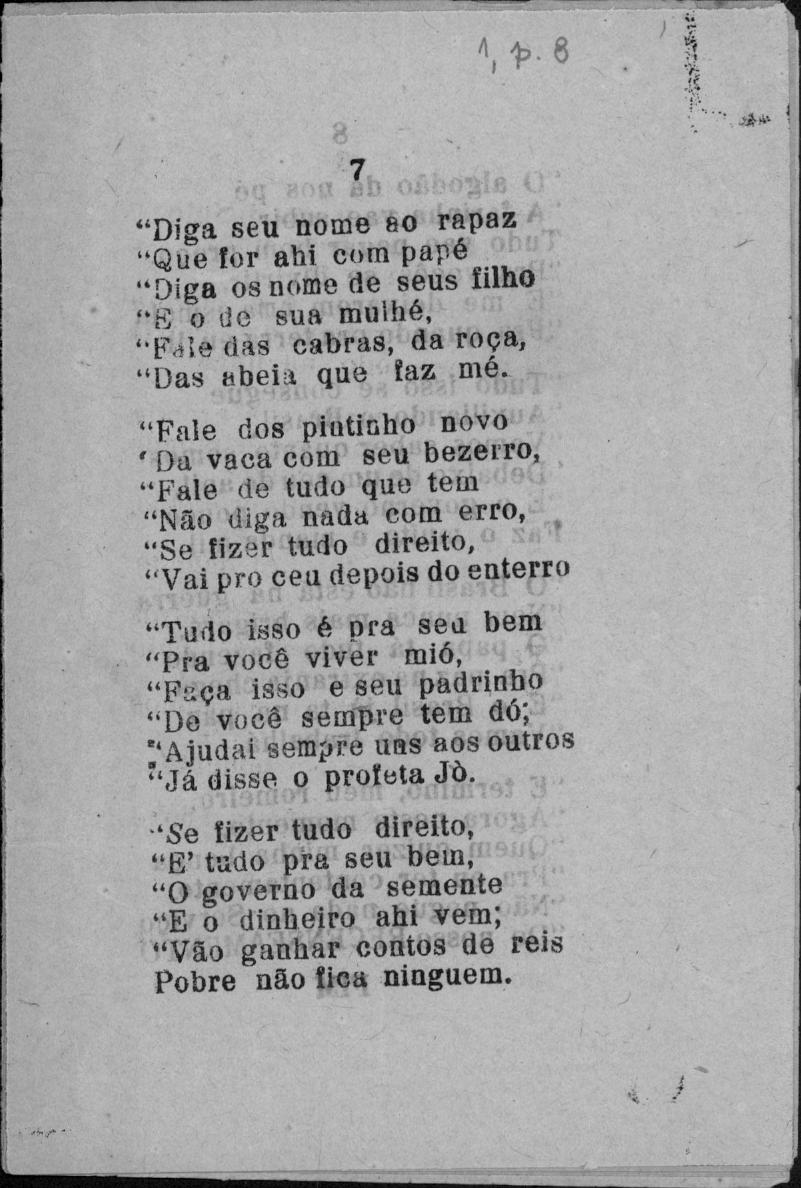 1, p. 8
7
“Diga seu nome ao rapaz
“Que for ahi com papé
“Diga os nome de seus filho
“E o de sua mulhé,
“Fale das cabras, da roça,
“Das abeia que faz mé.
“Fale dos pintinho novo
‘Da vaca com seu bezerro,
“Fale de tudo que tem
“Não diga nada com erro,
“Se fizer tudo direito,
“Vai pro ceu depois do enterro
“Tudo isso é pra seu bem
“Pra você viver mió,
“Faça isso e seu padrinho
“De você sempre tem dó;
“Ajudai sempre uns aos outros
“Já disse o profeta Jò.
“Se fizer tudo direito,
“E’ tudo pra seu bem,
“O governo da semente
“E o dinheiro ahi vem;
“Vão ganhar contos de reis
Pobre não fica ninguem.